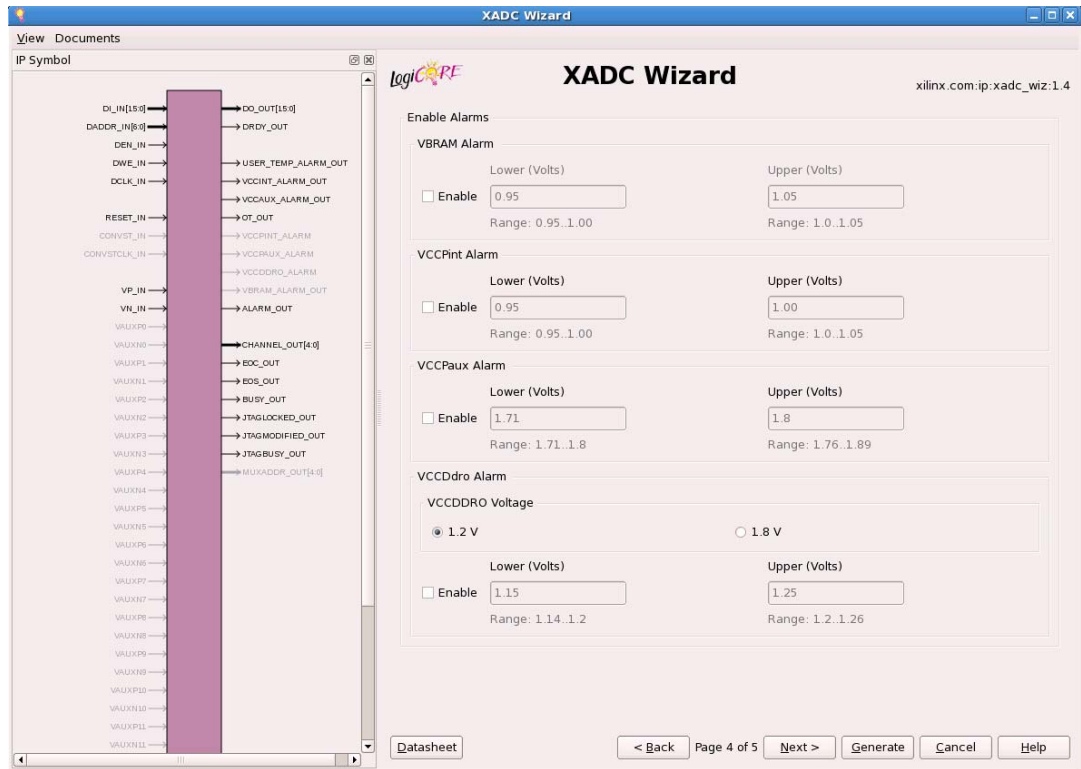 XADC Wizard
View Documents
IP Symbol
DI_IN[15:0]
DADDR_IN[6:0]
DEN_IN
DWE_IN
DCLK_IN
RESET_IN
CONVST_IN
CONVSTCLK_IN
VP_IN
VN_IN
VAUXP0
VAUXN0
VAUXP1
VAUXN1
VAUXP2
VAUXN2
VAUXP3
VAUXN3
VAUXP4
VAUXN4
VAUXP5
VAUXN5
VAUXP6
VAUXN6
VAUXP7
VAUXN7
VAUXP8
VAUXN8
VAUXP9
VAUXN9
VAUXP10
VAUXN10
VAUXP11
VAUXN11
DO_OUT[15:0]
DRDY_OUT
USER_TEMP_ALARM_OUT
VCCINT_ALARM_OUT
VCCAUX_ALARM_OUT
OT_OUT
VCCPINT_ALARM
VCCPAUX_ALARM
VCCDDRO_ALARM
VBRAM_ALARM_OUT
ALARM_OUT
CHANNEL_OUT[4:0]
EOC_OUT
EOS_OUT
BUSY_OUT
JTAGLOCKED_OUT
JTAGMODIFIED_OUT
JTAGBUSY_OUT
MUXADDR_OUT[4:0]
LogiCORE
XADC Wizard
xilinx.com:ip:xadc_wiz:1.4
Enable Alarms
VBRAM Alarm
Lower (Volts) Upper (Volts)
Enable 0.95 1.05
Range: 0.95..1.00 Range: 1.0..1.05
VCCPint Alarm
Lower (Volts) Upper (Volts)
Enable 0.95 1.00
Range: 0.95..1.00 Range: 1.0..1.05
VCCPaux Alarm
Lower (Volts) Upper (Volts)
Enable 1.71 1.8
Range: 1.71..1.8 Range: 1.76..1.89
VCCDdro Alarm
VCCDDRO Voltage
1.2 V 1.8 V
Lower (Volts) Upper (Volts)
Enable 1.15 1.25
Range: 1.14..1.2 Range: 1.2..1.26
Datasheet < Back Page 4 of 5 Next > Generate Cancel Help